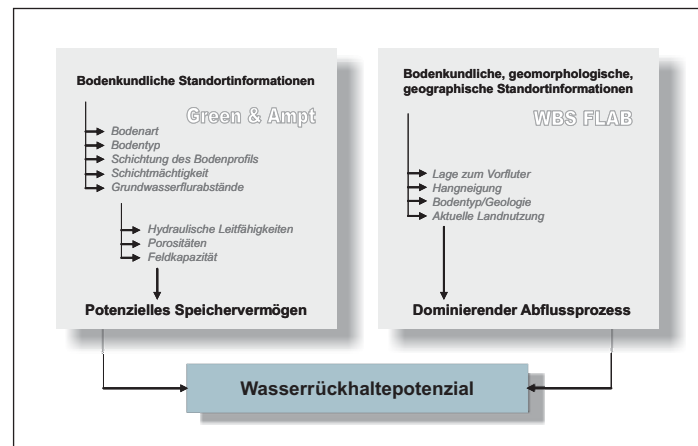 Bodenkundliche Standortinformationen
Green & Ampt
Bodenart
Bodentyp
Schichtung des Bodenprofils
Schichtmächtigkeit
Grundwasserflurabstände
Hydraulische Leitfähigkeiten
Porositäten
Feldkapazität
Potenzielles Speichervermögen
Bodenkundliche, geomorphologische,
geographische Standortinformationen
WBS FLAB
Lage zum Vorfluter
Hangneigung
Bodentyp/Geologie
Aktuelle Landnutzung
Dominierender Abflussprozess
Wasserrückhaltepotenzial